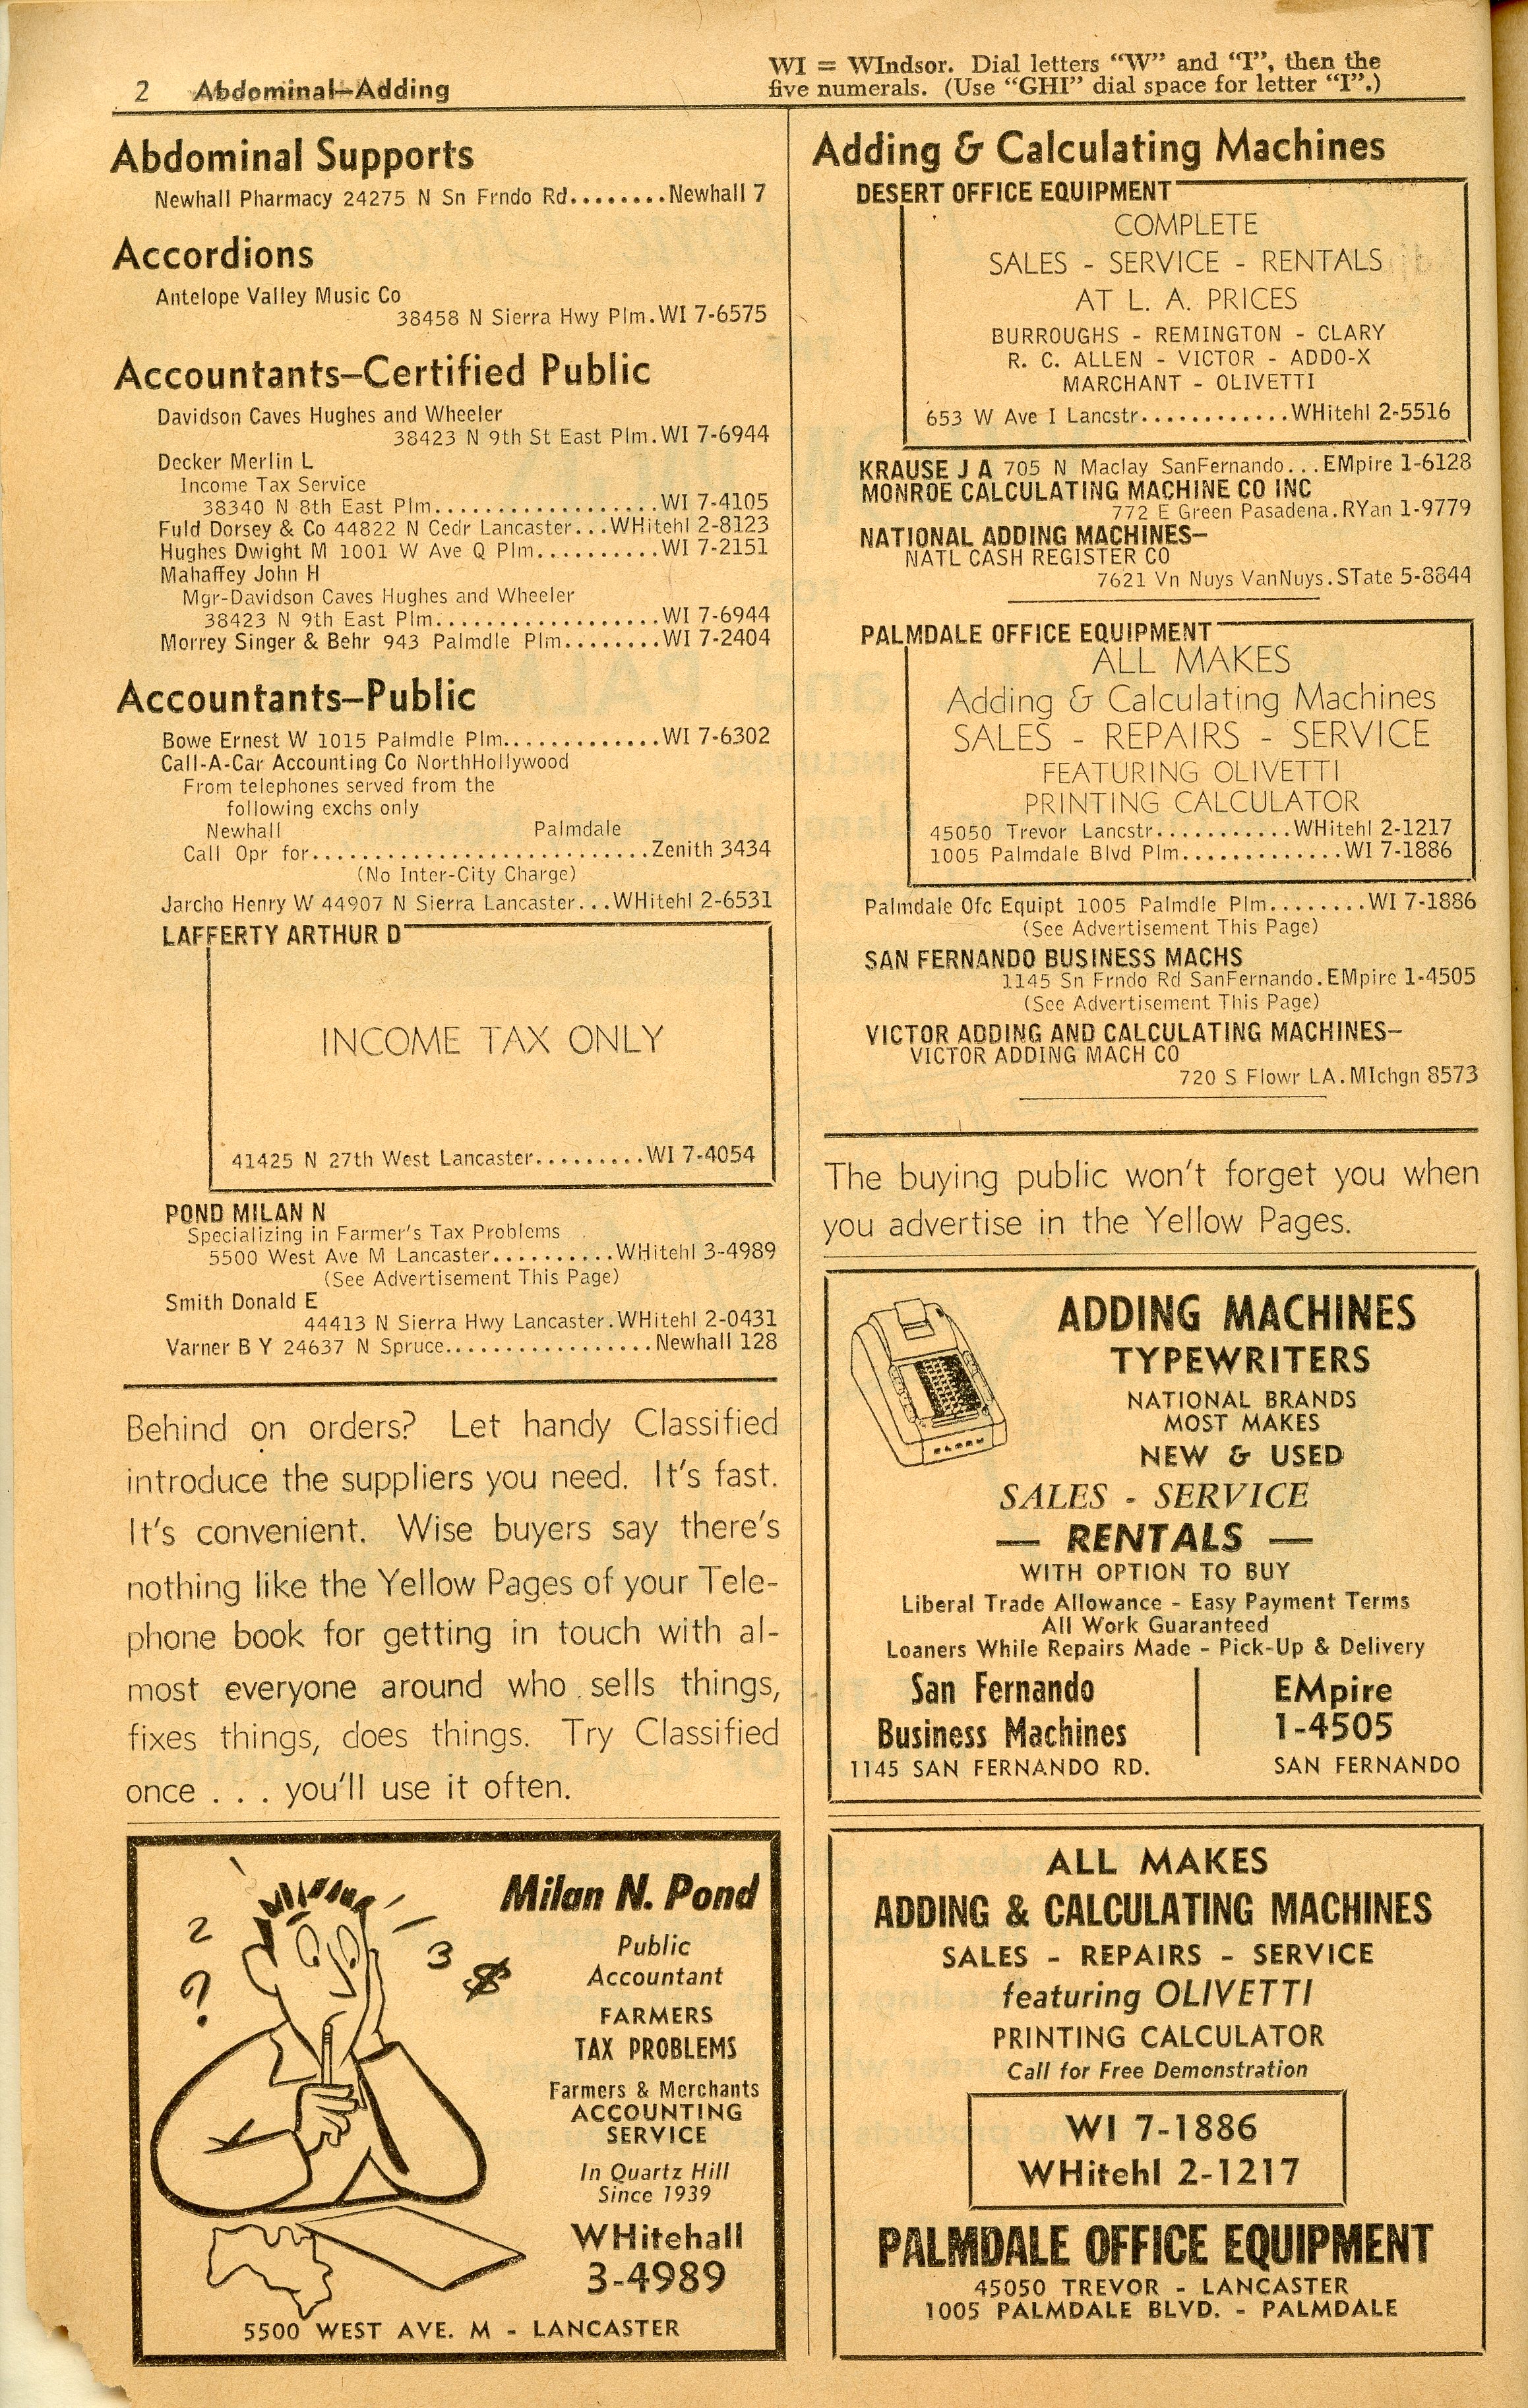 2 Abdominal—Adding
WI = WIndsor. Dial letters “W” and “I”, then the
five numerals. (Use “GHI” dial space for letter “I”.)
Abdominal Supports
Newhall Pharmacy 24275 N Sn Frndo Rd........Newhall 7
Accordions
Antelope Valley Music Co
38458 N Sierra Hwy Plm.WI 7-6575
Accountants—Certified Public
Davidson Caves Hughes and Wheeler
38423 N 9th St East Plm.WI 7-6944
Decker Merlin L
Income Tax Service
38340 N 8th East Plm...................WI 7-4105
Fuld Dorsey & Co 44822 N Cedr Lancaster...WHitehl 2-8123
Hughes Dwight M 1001 W Ave Q Plm..........WI 7-2151
Mahaffey John H
Mgr-Davidson Caves Hughes and Wheeler
38423 N 9th East Plm...................WI 7-6944
Morrey Singer & Behr 943 Palmdle Plm........WI 7-2404
Accountants—Public
Bowe Ernest W 1015 Palmdle Plm.............WI 7-6302
Call-A-Car Accounting Co NorthHollywood
From telephones served from the
following exchs only
Newhall Palmdale
Call Opr for............................Zenith 3434
(No Inter-City Charge)
Jarcho Henry W 44907 N Sierra Lancaster...WHitehl 2-6531
LAFFERTY ARTHUR D
INCOME TAX ONLY
41425 N 27th West Lancaster.........WI 7-4054
POND MILAN N
Specializing in Farmer's Tax Problems
5500 West Ave M Lancaster..........WHitehl 3-4989
(See Advertisement This Page)
Smith Donald E
44413 N Sierra Hwy Lancaster.WHitehl 2-0431
Varner B Y 24637 N Spruce.................Newhall 128
Behind on orders? Let handy Classified
introduce the suppliers you need. It's fast.
It's convenient. Wise buyers say there's
nothing like the Yellow Pages of your Tele-
phone book for getting in touch with al-
most everyone around who sells things,
fixes things, does things. Try Classified
once . . . you'll use it often.
2 ? 3 $
Milan N. Pond
Public
Accountant
FARMERS
TAX PROBLEMS
Farmers & Merchants
ACCOUNTING
SERVICE
In Quartz Hill
Since 1939
WHitehall
3-4989
5500 WEST AVE. M - LANCASTER
Adding & Calculating Machines
DESERT OFFICE EQUIPMENT
COMPLETE
SALES - SERVICE - RENTALS
AT L. A. PRICES
BURROUGHS - REMINGTON - CLARY
R. C. ALLEN - VICTOR - ADDO-X
MARCHANT - OLIVETTI
653 W Ave I Lancstr............WHitehl 2-5516
KRAUSE J A 705 N Maclay SanFernando...EMpire 1-6128
MONROE CALCULATING MACHINE CO INC
772 E Green Pasadena.RYan 1-9779
NATIONAL ADDING MACHINES—
NATL CASH REGISTER CO
7621 Vn Nuys VanNuys.STate 5-8844
PALMDALE OFFICE EQUIPMENT
ALL MAKES
Adding & Calculating Machines
SALES - REPAIRS - SERVICE
FEATURING OLIVETTI
PRINTING CALCULATOR
45050 Trevor Lancstr...........WHitehl 2-1217
1005 Palmdale Blvd Plm.............WI 7-1886
Palmdale Ofc Equipt 1005 Palmdle Plm........WI 7-1886
(See Advertisement This Page)
SAN FERNANDO BUSINESS MACHS
1145 Sn Frndo Rd SanFernando.EMpire 1-4505
(See Advertisement This Page)
VICTOR ADDING AND CALCULATING MACHINES—
VICTOR ADDING MACH CO
720 S Flowr LA.MIchgn 8573
The buying public won't forget you when
you advertise in the Yellow Pages.
ADDING MACHINES
TYPEWRITERS
NATIONAL BRANDS
MOST MAKES
NEW & USED
SALES - SERVICE
— RENTALS —
WITH OPTION TO BUY
Liberal Trade Allowance - Easy Payment Terms
All Work Guaranteed
Loaners While Repairs Made - Pick-Up & Delivery
San Fernando
Business Machines
1145 SAN FERNANDO RD.
EMpire
1-4505
SAN FERNANDO
ALL MAKES
ADDING & CALCULATING MACHINES
SALES - REPAIRS - SERVICE
featuring OLIVETTI
PRINTING CALCULATOR
Call for Free Demonstration
WI 7-1886
WHitehl 2-1217
PALMDALE OFFICE EQUIPMENT
45050 TREVOR - LANCASTER
1005 PALMDALE BLVD. - PALMDALE